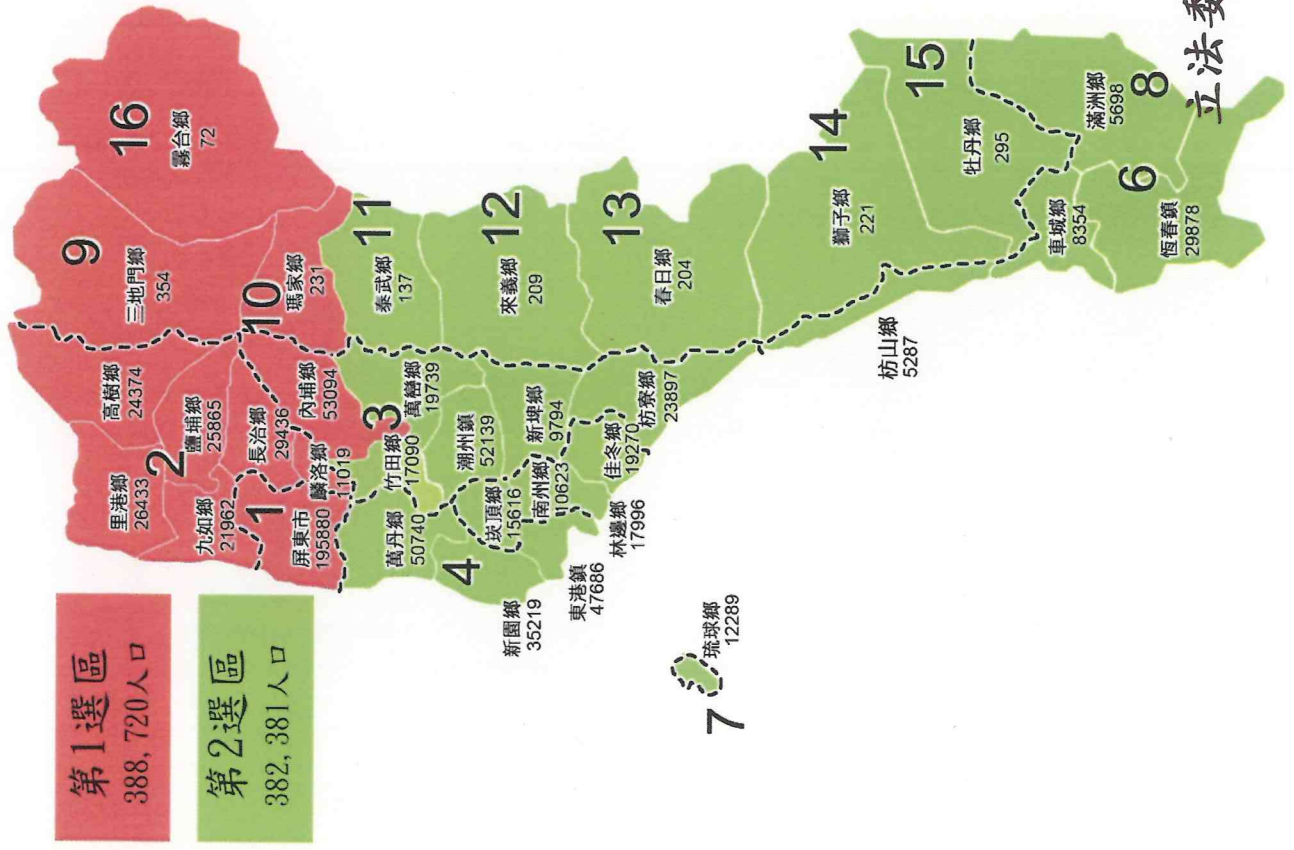 第1選區
388,720人口
第2選區
382,381人口
16
霧台鄉
72
9
三地門鄉
354
10
瑪家鄉
231
高樹鄉
24374
里港鄉
26433
2
鹽埔鄉
25865
九如鄉
21962
長治鄉
29436
1
屏東市
195880
麟洛鄉
11019
內埔鄉
53094
3
竹田鄉
17090
萬巒鄉
19739
11
泰武鄉
137
萬丹鄉
50740
潮州鎮
52139
4
新園鄉
35219
崁頂鄉
15616
東港鎮
47686
南州鄉
10623
新埤鄉
9794
12
來義鄉
209
林邊鄉
17996
佳冬鄉
19270
枋寮鄉
23897
13
春日鄉
204
7
琉球鄉
12289
枋山鄉
5287
14
獅子鄉
221
15
牡丹鄉
295
車城鄉
8354
6
恆春鎮
29878
滿洲鄉
5698
8
立法委